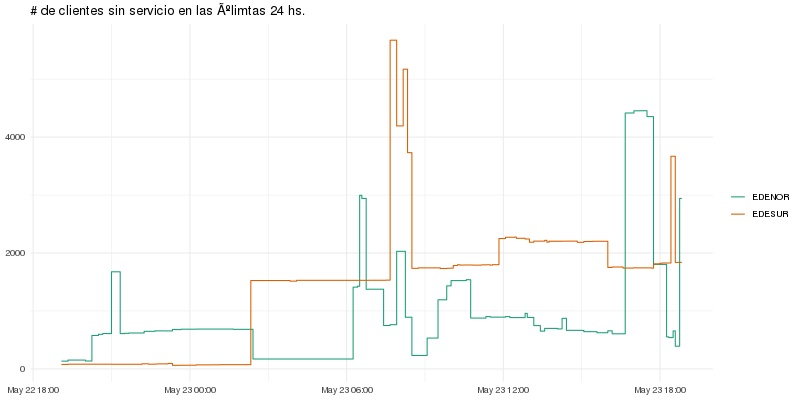 # de clientes sin servicio en las Ãºlimtas 24 hs.
4000
2000
0
May 22 18:00
May 23 00:00
May 23 06:00
May 23 12:00
May 23 18:00
EDENOR
EDESUR